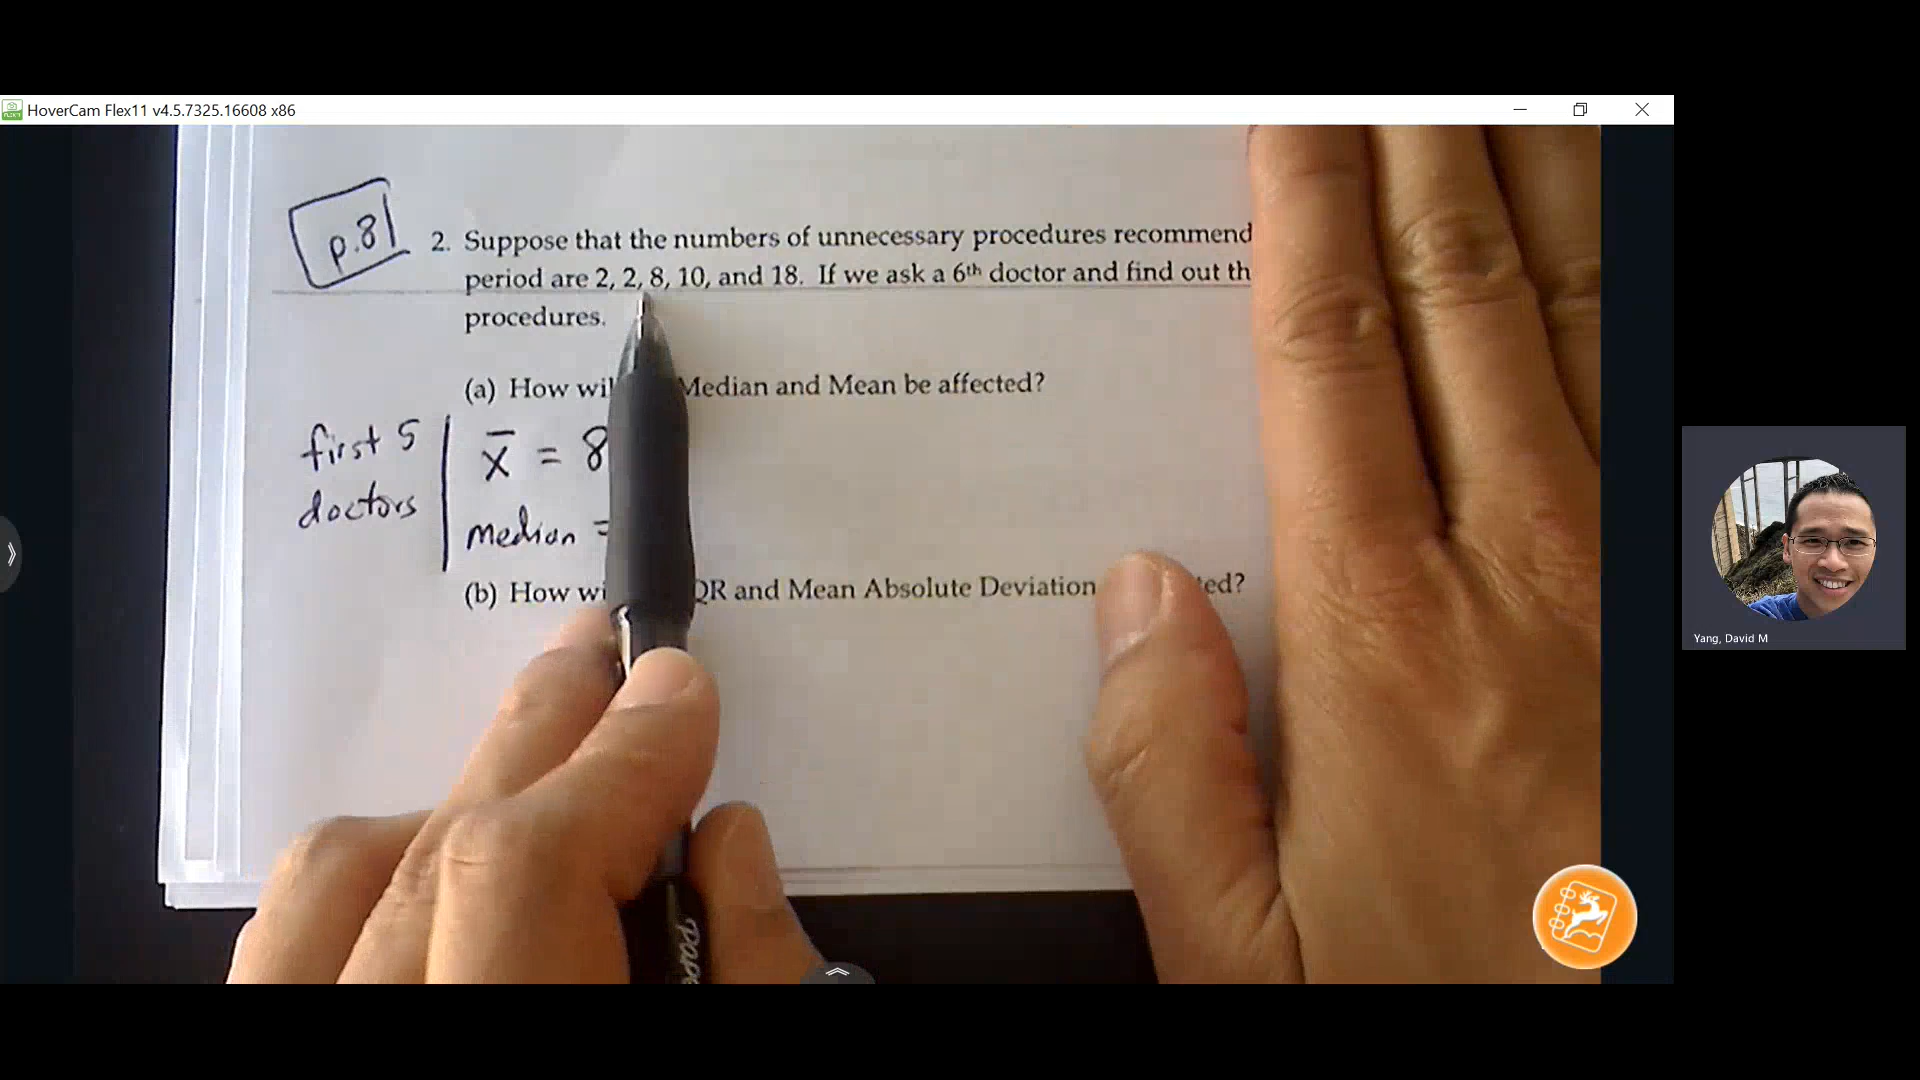 HoverCam Flex11 v4.5.7325.16608 x86
p.8
2. Suppose that the numbers of unnecessary procedures recommend
period are 2, 2, 8, 10, and 18. If we ask a 6th doctor and find out th
procedures.
(a) How wil Median and Mean be affected?
first 5
doctors
x̄ = 8
median =
(b) How wi QR and Mean Absolute Deviation ted?
Yang, David M